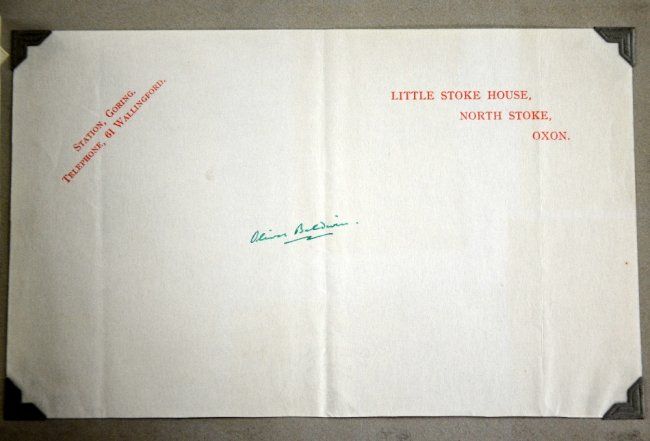 STATION, GORING.
TELEPHONE, 61 WALLINGFORD.
LITTLE STOKE HOUSE,
NORTH STOKE,
OXON.
Oliver Baldwin.